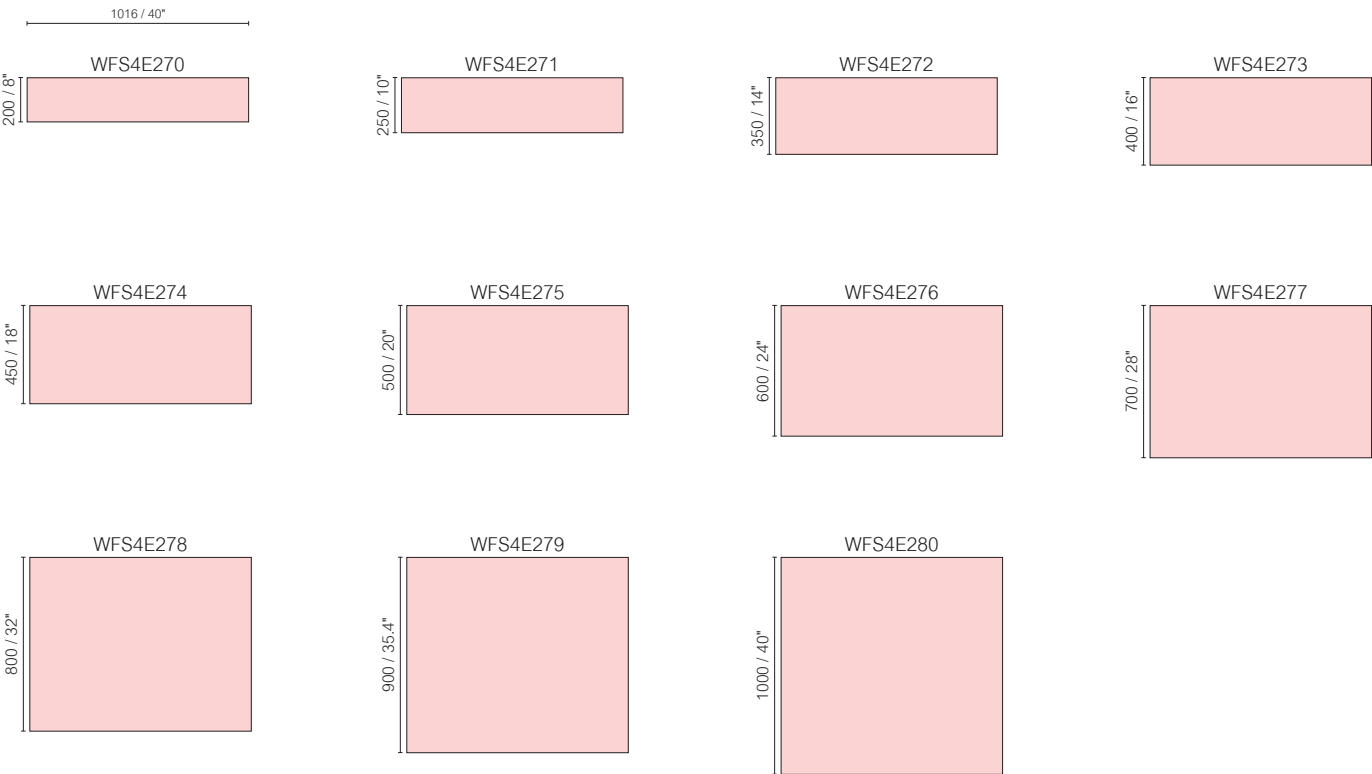 1016 / 40"
WFS4E270
200 / 8"
WFS4E271
250 / 10"
WFS4E272
350 / 14"
WFS4E273
400 / 16"
WFS4E274
450 / 18"
WFS4E275
500 / 20"
WFS4E276
600 / 24"
WFS4E277
700 / 28"
WFS4E278
800 / 32"
WFS4E279
900 / 35.4"
WFS4E280
1000 / 40"